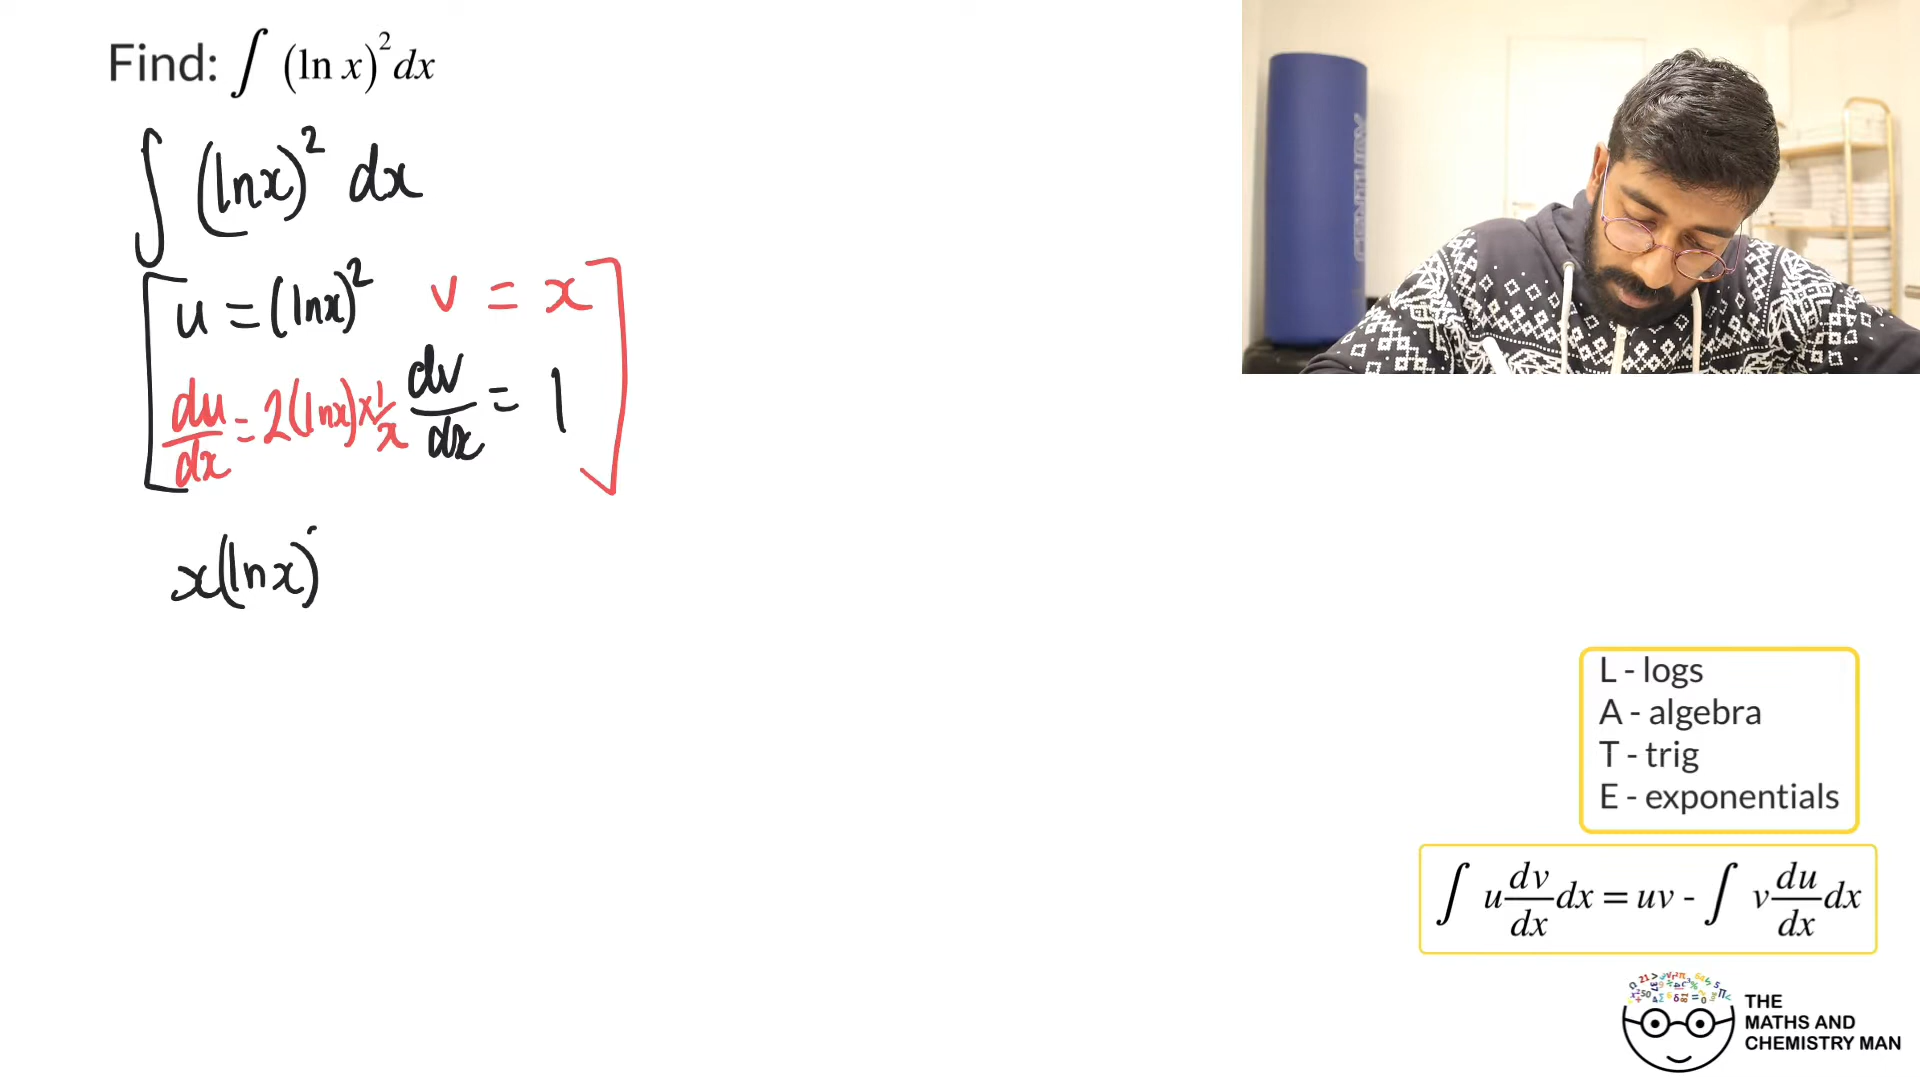 Find: ∫ (ln x)² dx
∫ (lnx)² dx
u = (lnx)² v = x
du/dx = 2(lnx) × 1/x dv/dx = 1
x(lnx)
L - logs
A - algebra
T - trig
E - exponentials
∫ u dv/dx dx = uv - ∫ v du/dx dx
THE
MATHS AND
CHEMISTRY MAN